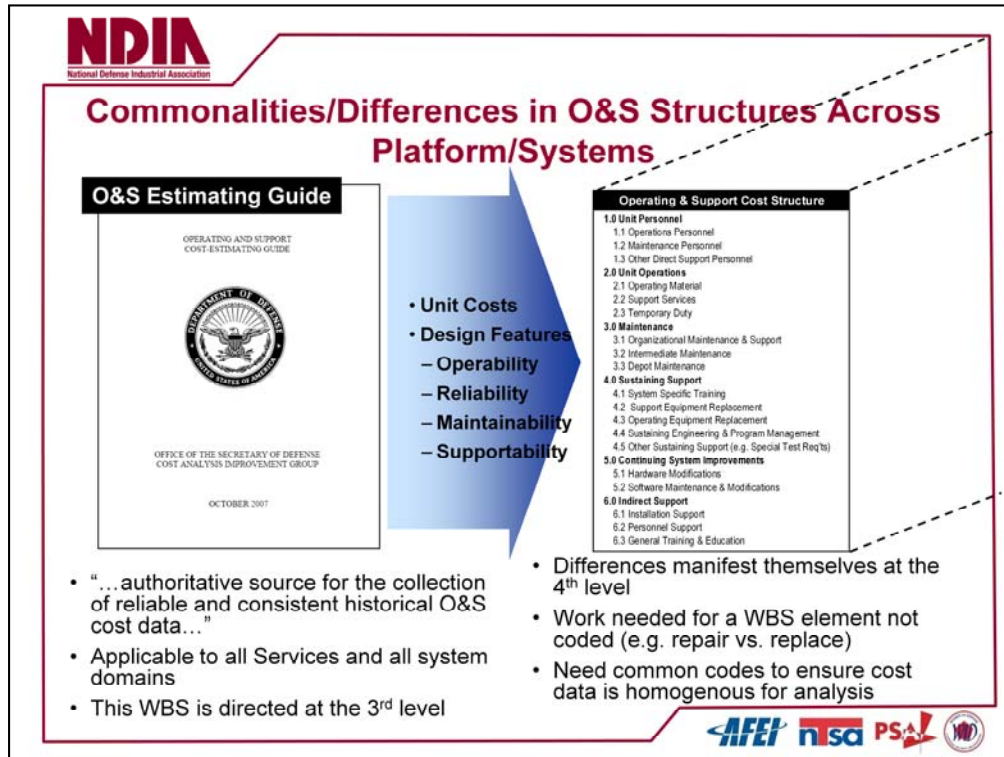 NDIA
National Defense Industrial Association
Commonalities/Differences in O&S Structures Across
Platform/Systems
O&S Estimating Guide
OPERATING AND SUPPORT
COST-ESTIMATING GUIDE
DEPARTMENT OF DEFENSE
UNITED STATES OF AMERICA
OFFICE OF THE SECRETARY OF DEFENSE
COST ANALYSIS IMPROVEMENT GROUP
OCTOBER 2007
• Unit Costs
• Design Features
– Operability
– Reliability
– Maintainability
– Supportability
Operating & Support Cost Structure
1.0 Unit Personnel
1.1 Operations Personnel
1.2 Maintenance Personnel
1.3 Other Direct Support Personnel
2.0 Unit Operations
2.1 Operating Material
2.2 Support Services
2.3 Temporary Duty
3.0 Maintenance
3.1 Organizational Maintenance & Support
3.2 Intermediate Maintenance
3.3 Depot Maintenance
4.0 Sustaining Support
4.1 System Specific Training
4.2 Support Equipment Replacement
4.3 Operating Equipment Replacement
4.4 Sustaining Engineering & Program Management
4.5 Other Sustaining Support (e.g. Special Test Req'ts)
5.0 Continuing System Improvements
5.1 Hardware Modifications
5.2 Software Maintenance & Modifications
6.0 Indirect Support
6.1 Installation Support
6.2 Personnel Support
6.3 General Training & Education
• "…authoritative source for the collection
of reliable and consistent historical O&S
cost data…"
• Applicable to all Services and all system
domains
• This WBS is directed at the 3rd level
• Differences manifest themselves at the
4th level
• Work needed for a WBS element not
coded (e.g. repair vs. replace)
• Need common codes to ensure cost
data is homogenous for analysis
AFEI
nTsa